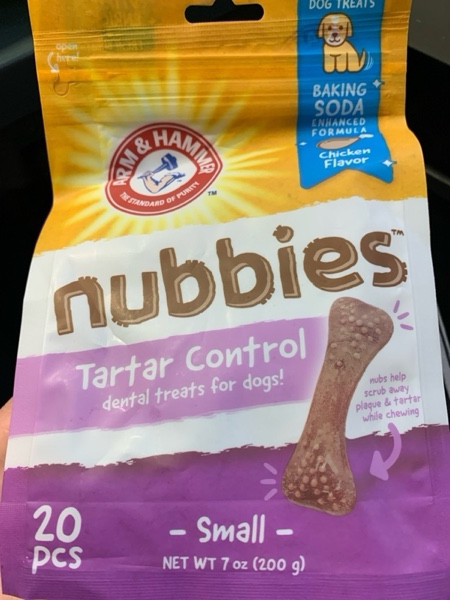 DOG TREATS
open
here!
BAKING
SODA
ENHANCED
FORMULA
Chicken
Flavor
ARM & HAMMER
THE STANDARD OF PURITY
TM
nubbies TM
Tartar Control
dental treats for dogs!
nubs help
scrub away
plaque & tartar
while chewing
20
pcs
- Small -
NET WT 7 oz (200 g)